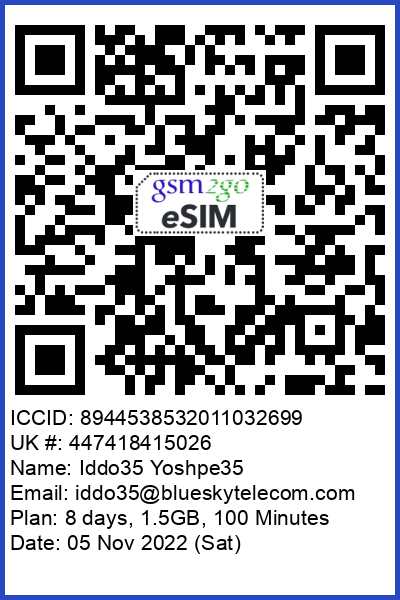 gsm2go
eSIM
ICCID: 8944538532011032699
UK #: 447418415026
Name: Iddo35 Yoshpe35
Email: iddo35@blueskytelecom.com
Plan: 8 days, 1.5GB, 100 Minutes
Date: 05 Nov 2022 (Sat)